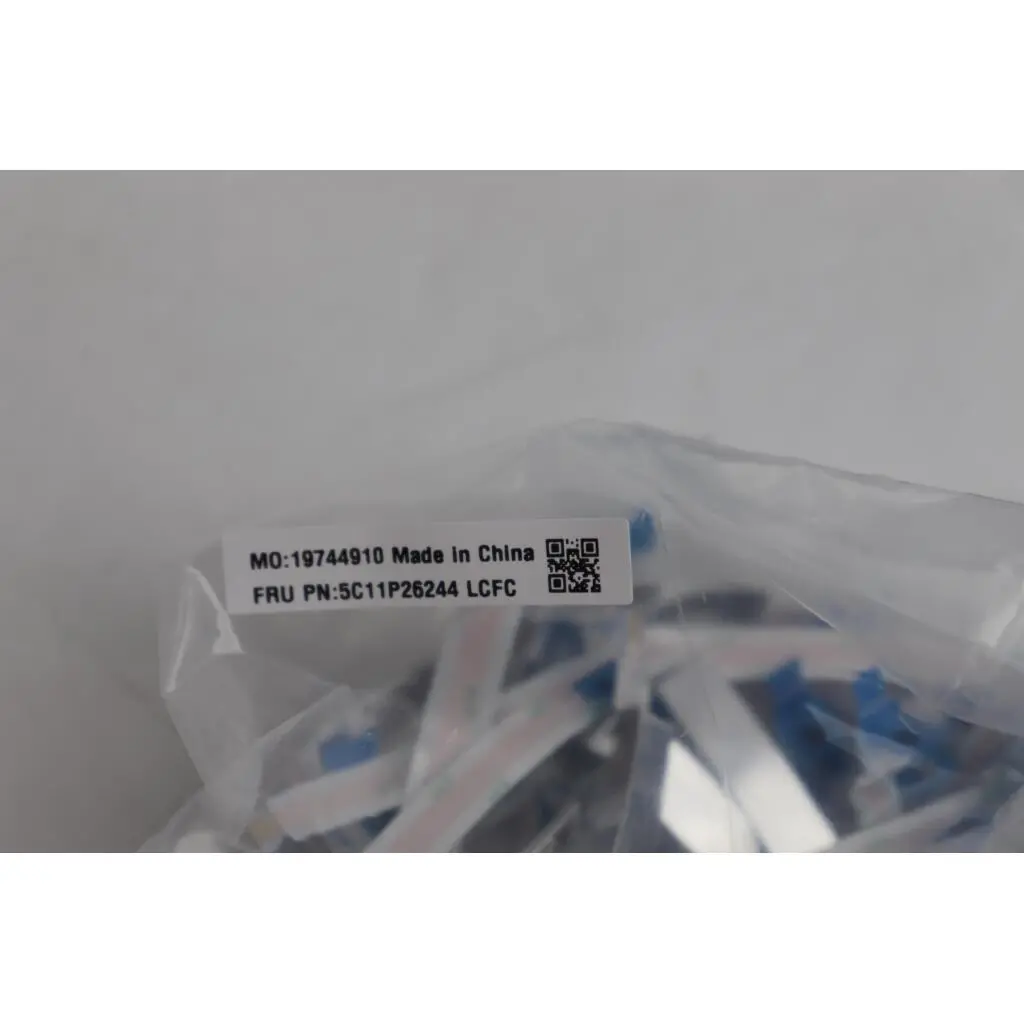 MO:19744910 Made in China
FRU PN:5C11P26244 LCFC